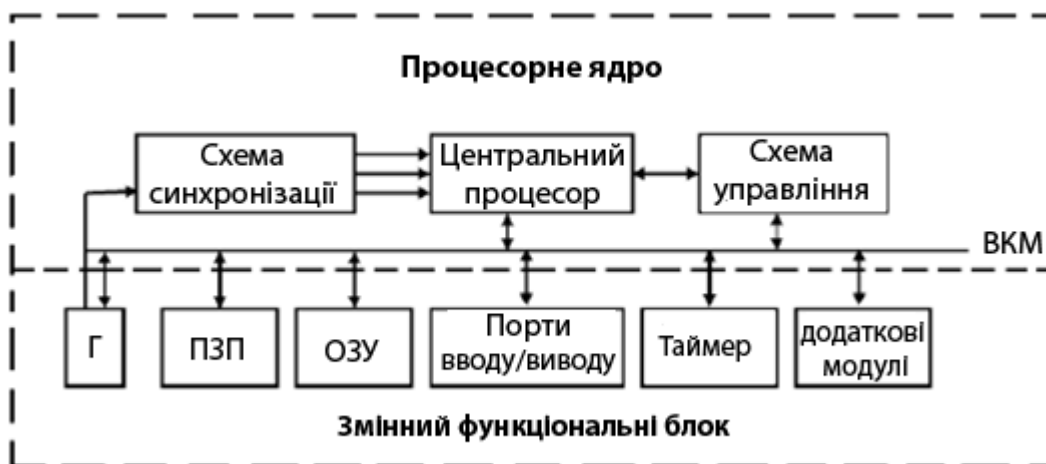 Процесорне ядро
Схема
синхронізації
Центральний
процесор
Схема
управління
ВКМ
Г
ПЗП
ОЗУ
Порти
вводу/виводу
Таймер
додаткові
модулі
Змінний функціональні блок